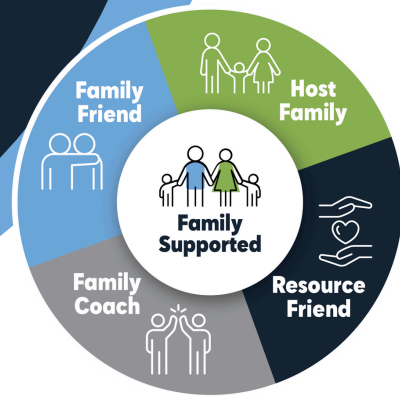 Family
Friend
Host
Family
Family
Supported
Family
Coach
Resource
Friend